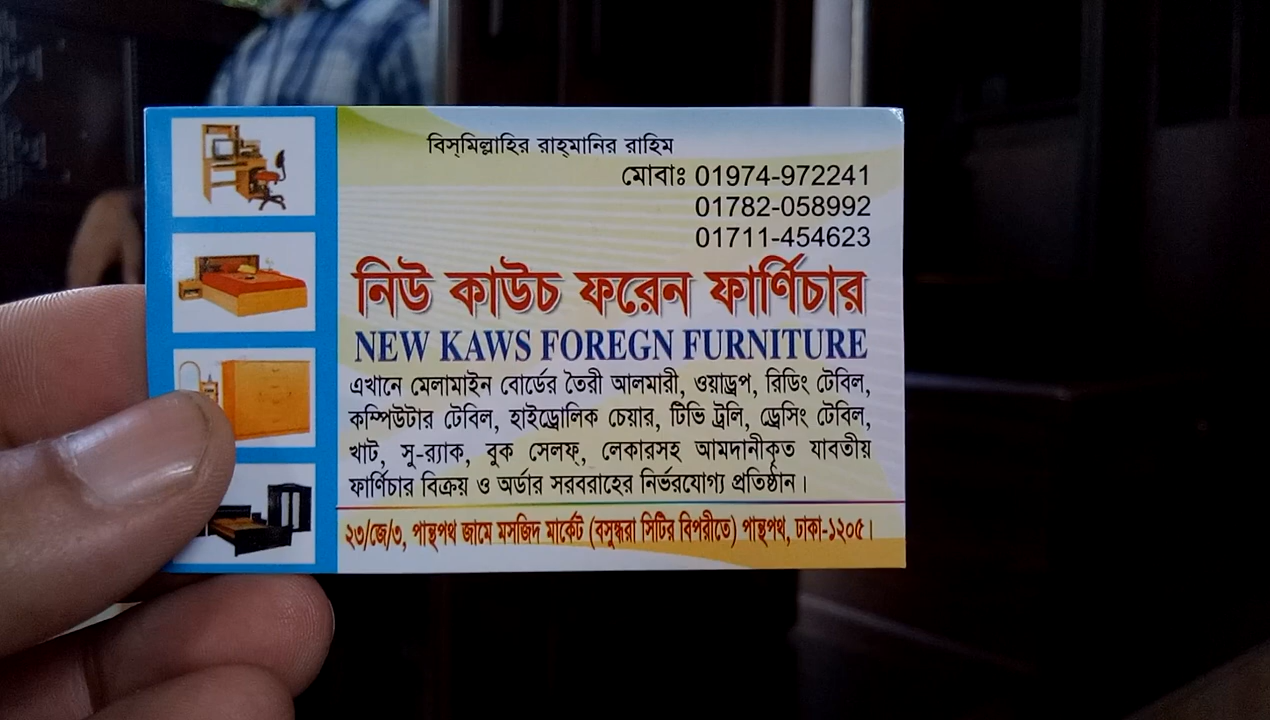 বিস্‌মিল্লাহির রাহ্‌মানির রাহিম
মোবাঃ 01974-972241
01782-058992
01711-454623
নিউ কাউচ ফরেন ফার্ণিচার
NEW KAWS FOREGN FURNITURE
এখানে মেলামাইন বোর্ডের তৈরী আলমারী, ওয়াড্রপ, রিডিং টেবিল,
কম্পিউটার টেবিল, হাইড্রোলিক চেয়ার, টিভি ট্রলি, ড্রেসিং টেবিল,
খাট, সু-র‍্যাক, বুক সেলফ্, লেকারসহ আমদানীকৃত যাবতীয়
ফার্ণিচার বিক্রয় ও অর্ডার সরবরাহের নির্ভরযোগ্য প্রতিষ্ঠান।
২৩/জে/৩, পান্থপথ জামে মসজিদ মার্কেট (বসুন্ধরা সিটির বিপরীতে) পান্থপথ, ঢাকা-১২০৫।